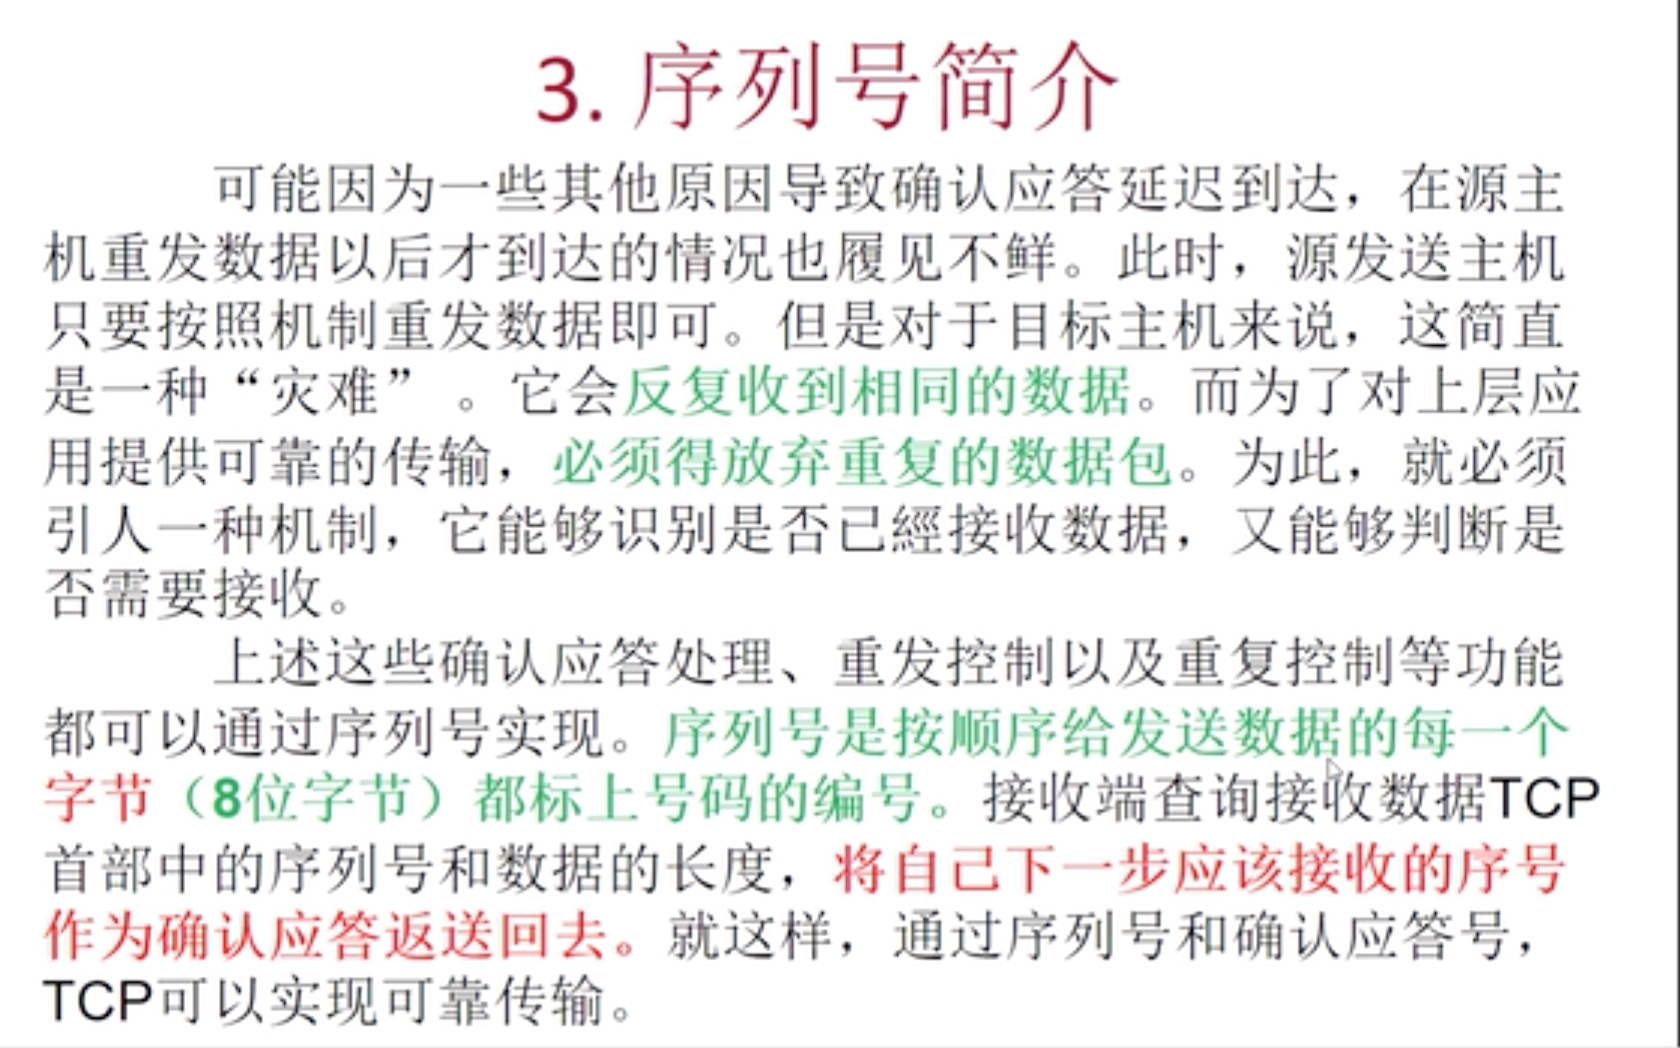 3. 序列号简介
可能因为一些其他原因导致确认应答延迟到达，在源主
机重发数据以后才到达的情况也履见不鲜。此时，源发送主机
只要按照机制重发数据即可。但是对于目标主机来说，这简直
是一种“灾难”。它会反复收到相同的数据。而为了对上层应
用提供可靠的传输，必须得放弃重复的数据包。为此，就必须
引人一种机制，它能够识别是否已經接收数据，又能够判断是
否需要接收。
上述这些确认应答处理、重发控制以及重复控制等功能
都可以通过序列号实现。序列号是按顺序给发送数据的每一个
字节（8位字节）都标上号码的编号。接收端查询接收数据TCP
首部中的序列号和数据的长度，将自己下一步应该接收的序号
作为确认应答返送回去。就这样，通过序列号和确认应答号，
TCP可以实现可靠传输。